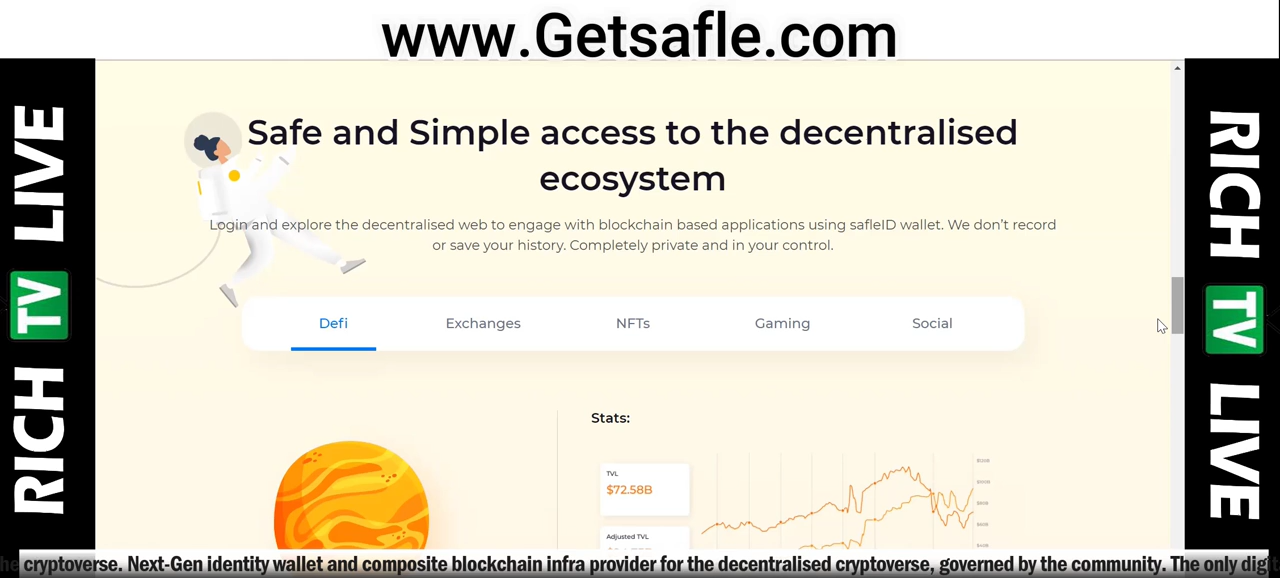 www.Getsafle.com
RICH TV LIVE
Safe and Simple access to the decentralised
ecosystem
Login and explore the decentralised web to engage with blockchain based applications using safleID wallet. We don't record
or save your history. Completely private and in your control.
Defi
Exchanges
NFTs
Gaming
Social
Stats:
TVL
$72.58B
Adjusted TVL
RICH TV LIVE
cryptoverse. Next-Gen identity wallet and composite blockchain infra provider for the decentralised cryptoverse, governed by the community. The only